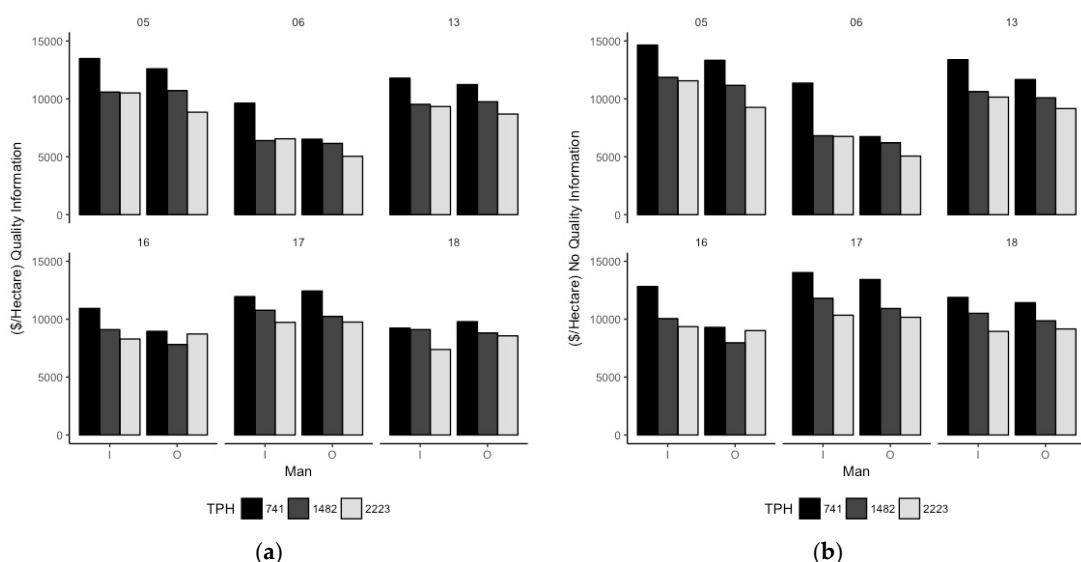 ($/Hectare) Quality Information
05 06 13
15000
10000
5000
0
16 17 18
15000
10000
5000
0
I O I O I O
Man
TPH 741 1482 2223
(a)
($/Hectare) No Quality Information
05 06 13
15000
10000
5000
0
16 17 18
15000
10000
5000
0
I O I O I O
Man
TPH 741 1482 2223
(b)